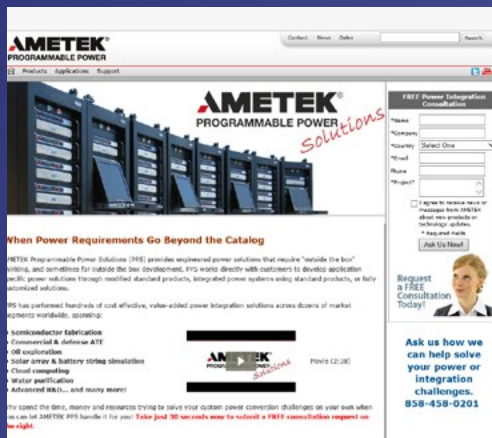 AMETEK®
PROGRAMMABLE POWER
Contact News Sales
Search
Products Applications Support
AMETEK®
PROGRAMMABLE POWER
Solutions
FREE Power Integration
Consultation
*Name
*Company
*Country Select One
*Email
Phone
*Project*
I agree to receive news or
messages from AMETEK
about new products or
technology updates.
* Required Fields
Ask Us Now!
When Power Requirements Go Beyond the Catalog
AMETEK Programmable Power Solutions (PPS) provides engineered power solutions that require "outside the box"
thinking, and sometimes far outside the box development. PPS works directly with customers to develop application
specific power solutions through modified standard products, integrated power systems using standard products, or fully
customized solutions.
PPS has performed hundreds of cost effective, value-added power integration solutions across dozens of market
segments worldwide, spanning:
Semiconductor fabrication
Commercial & defense ATE
Oil exploration
Solar array & battery string simulation
Cloud computing
Water purification
Advanced R&D... and many more!
AMETEK
Solutions
Movie (2:38)
Why spend the time, money and resources trying to solve your custom power conversion challenges on your own when
you can let AMETEK PPS handle it for you? Take just 30 seconds now to submit a FREE consultation request on
the right.
Request
a FREE
Consultation
Today!
Ask us how we
can help solve
your power or
integration
challenges.
858-458-0201